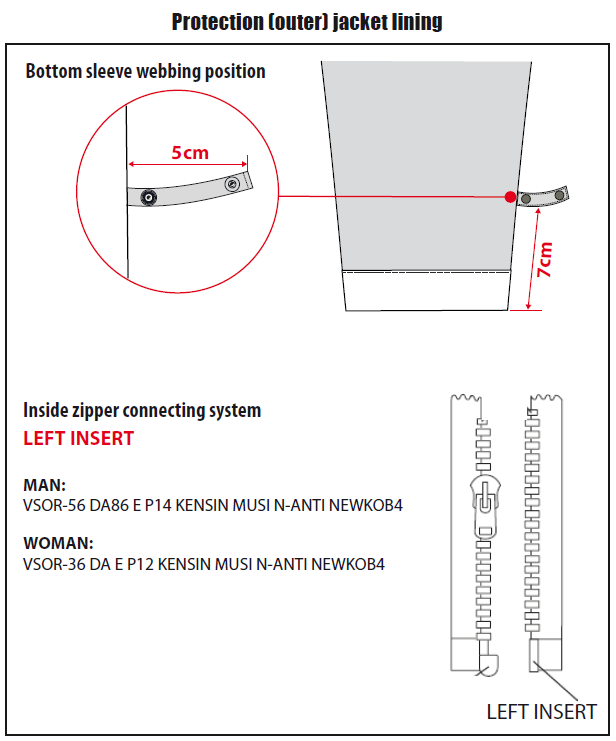 Protection (outer) jacket lining
Bottom sleeve webbing position
5cm
7cm
Inside zipper connecting system
LEFT INSERT
MAN:
VSOR-56 DA86 E P14 KENSIN MUSI N-ANTI NEWKOB4
WOMAN:
VSOR-36 DA E P12 KENSIN MUSI N-ANTI NEWKOB4
LEFT INSERT